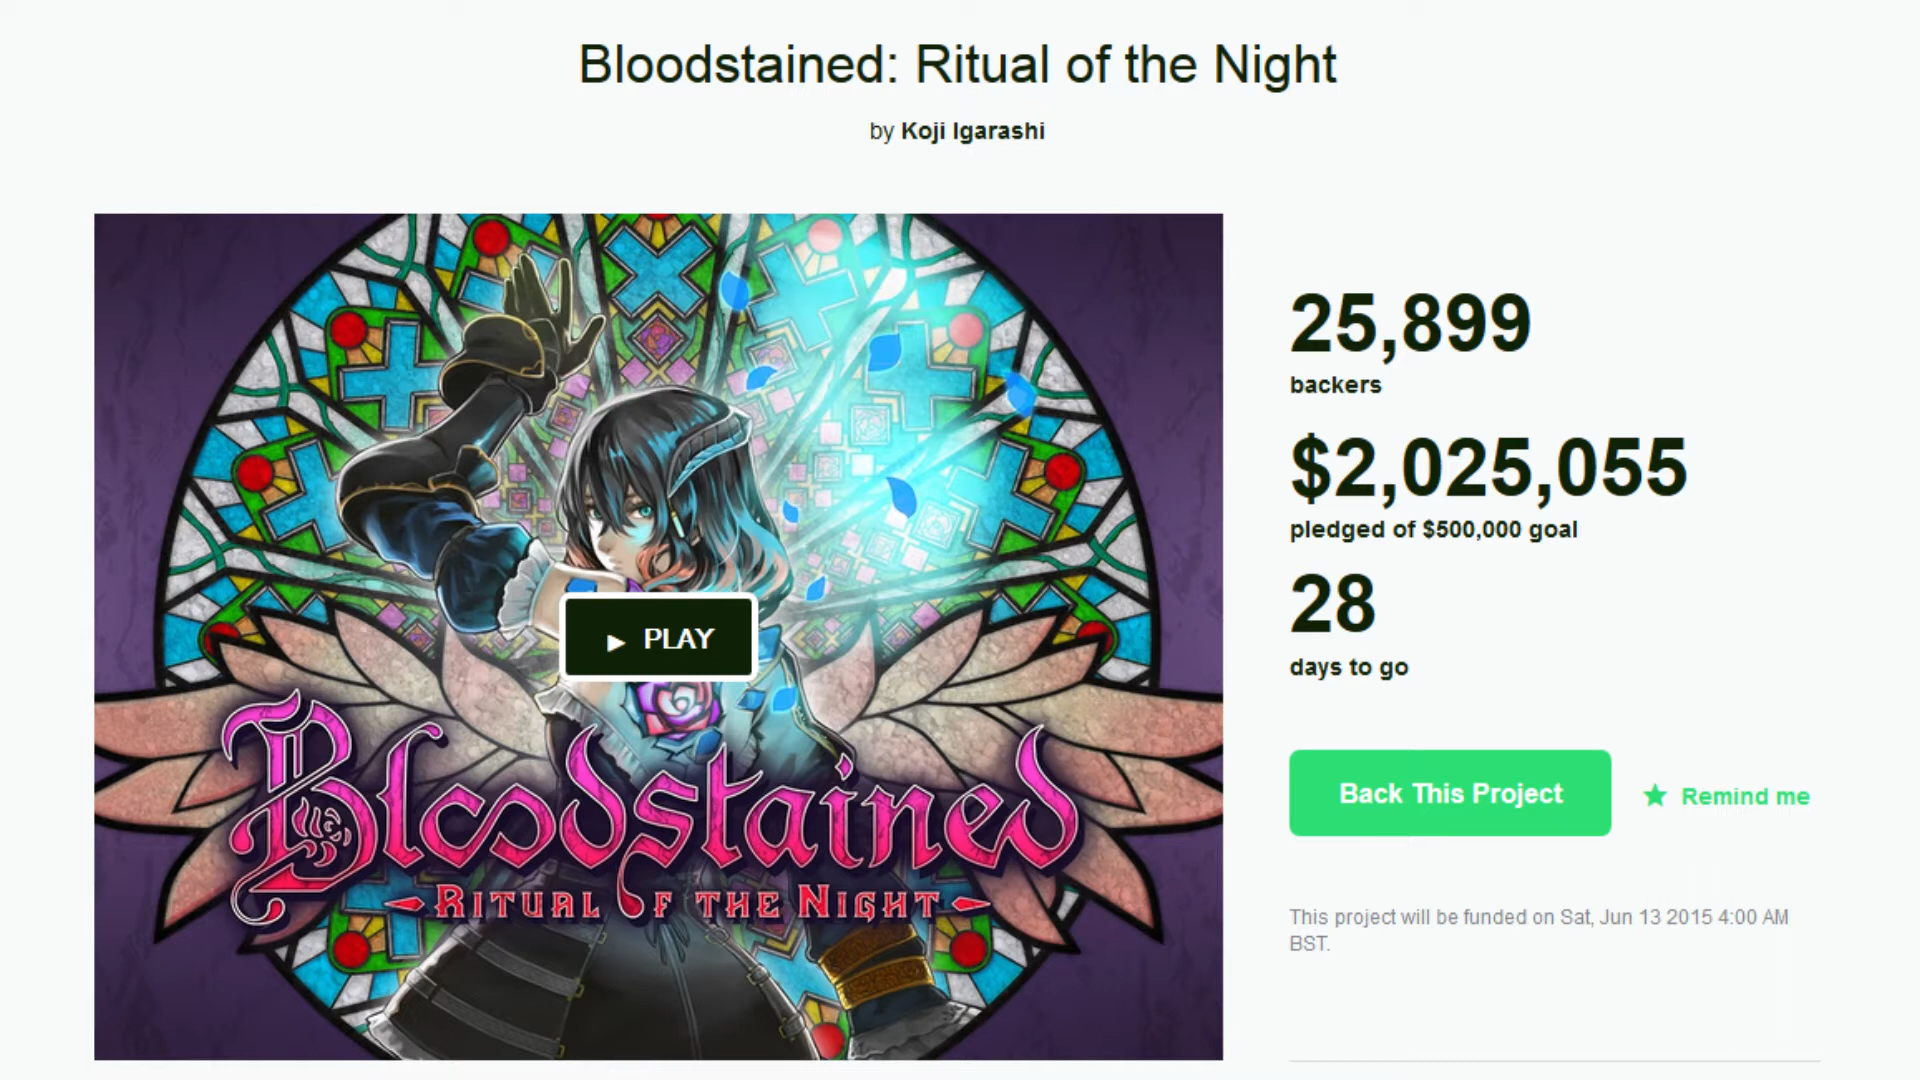 Bloodstained: Ritual of the Night
by Koji Igarashi
▶ PLAY
Bloodstained
Ritual of the Night
25,899
backers
$2,025,055
pledged of $500,000 goal
28
days to go
Back This Project
★ Remind me
This project will be funded on Sat, Jun 13 2015 4:00 AM
BST.